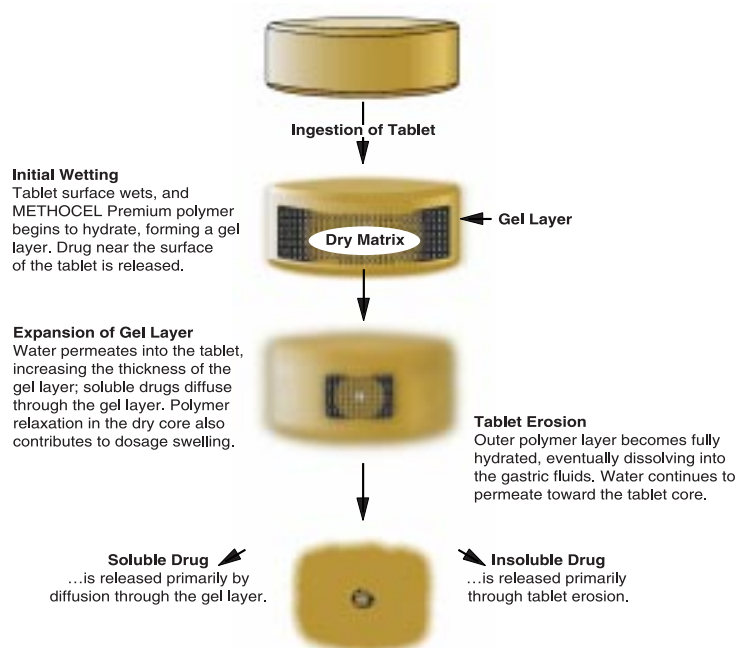 Ingestion of Tablet
Initial Wetting
Tablet surface wets, and
METHOCEL Premium polymer
begins to hydrate, forming a gel
layer. Drug near the surface
of the tablet is released.
Gel Layer
Dry Matrix
Expansion of Gel Layer
Water permeates into the tablet,
increasing the thickness of the
gel layer; soluble drugs diffuse
through the gel layer. Polymer
relaxation in the dry core also
contributes to dosage swelling.
Tablet Erosion
Outer polymer layer becomes fully
hydrated, eventually dissolving into
the gastric fluids. Water continues to
permeate toward the tablet core.
Soluble Drug
…is released primarily by
diffusion through the gel layer.
Insoluble Drug
…is released primarily
through tablet erosion.